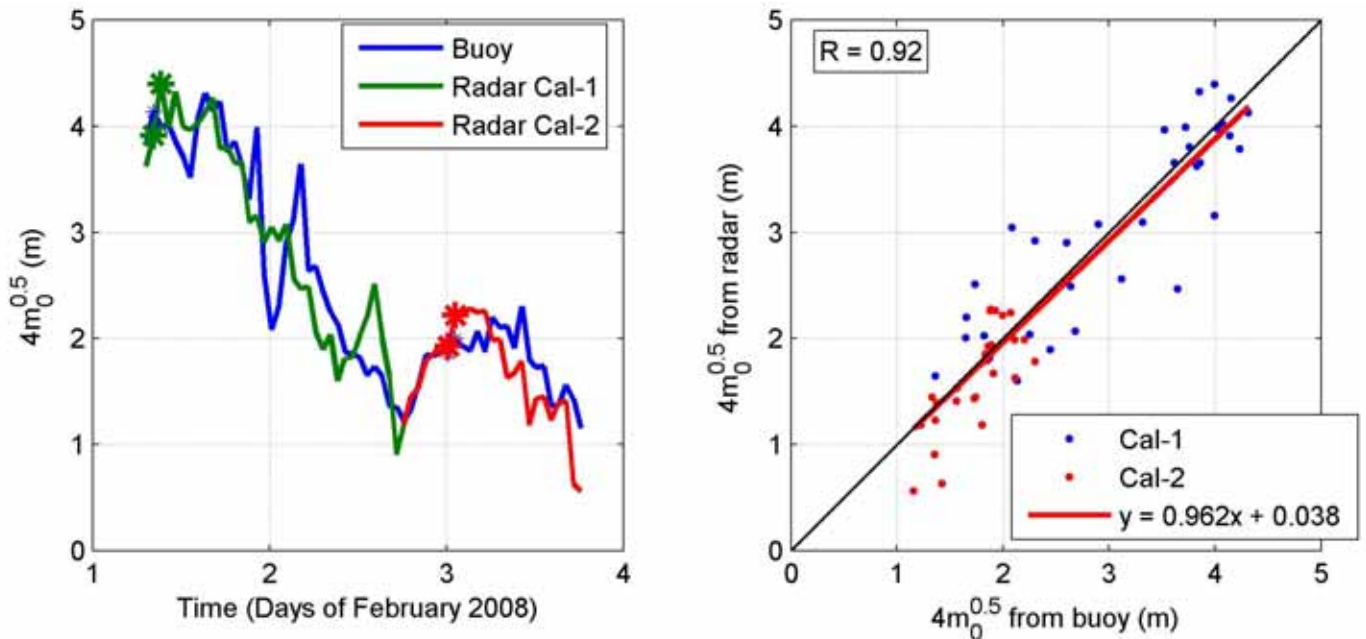 5
4
3
2
1
0
1
2
3
4
4m₀^0.5 (m)
Time (Days of February 2008)
Buoy
Radar Cal-1
Radar Cal-2
5
4
3
2
1
0
0
1
2
3
4
5
4m₀^0.5 from radar (m)
4m₀^0.5 from buoy (m)
R = 0.92
Cal-1
Cal-2
y = 0.962x + 0.038